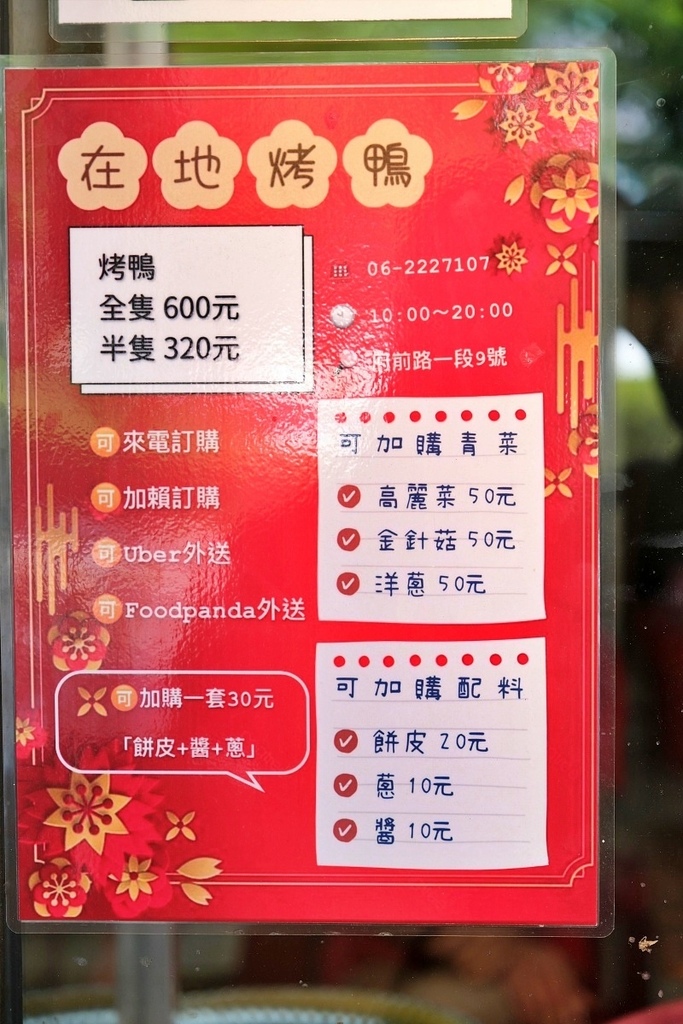 在地烤鴨
烤鴨
全隻 600元
半隻 320元
06-2227107
10:00～20:00
府前路一段9號
可來電訂購
可加賴訂購
可Uber外送
可Foodpanda外送
可加購一套30元
「餅皮+醬+蔥」
可加購青菜
高麗菜 50元
金針菇 50元
洋蔥 50元
可加購配料
餅皮 20元
蔥 10元
醬 10元